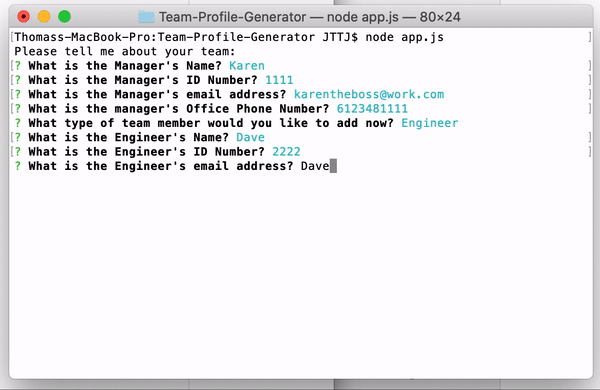 Team-Profile-Generator — node app.js — 80×24
[Thomass-MacBook-Pro:Team-Profile-Generator JTTJ$ node app.js ]
Please tell me about your team:
[? What is the Manager's Name? Karen ]
[? What is the Manager's ID Number? 1111 ]
[? What is the Manager's email address? karentheboss@work.com ]
[? What is the manager's Office Phone Number? 6123481111 ]
? What type of team member would you like to add now? Engineer
[? What is the Engineer's Name? Dave ]
[? What is the Engineer's ID Number? 2222 ]
? What is the Engineer's email address? Dave